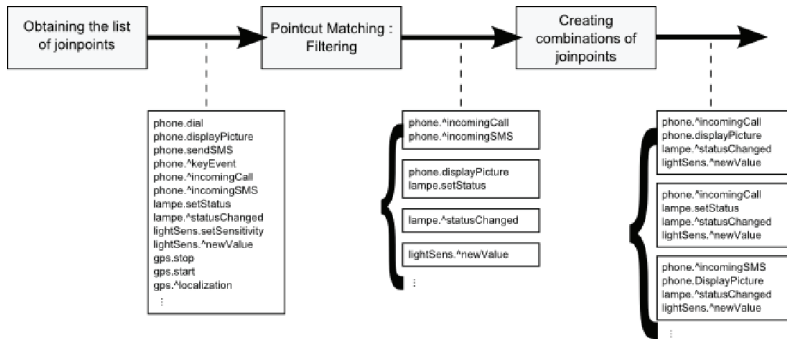 Obtaining the list
of joinpoints
Pointcut Matching :
Filtering
Creating
combinations of
joinpoints
phone.dial
phone.displayPicture
phone.sendSMS
phone.^keyEvent
phone.^incomingCall
phone.^incomingSMS
lampe.setStatus
lampe.^statusChanged
lightSens.setSensitivity
lightSens.^newValue
gps.stop
gps.start
gps.^localization
⋮
phone.^incomingCall
phone.^incomingSMS
phone.displayPicture
lampe.setStatus
lampe.^statusChanged
lightSens.^newValue
⋮
phone.^incomingCall
phone.displayPicture
lampe.^statusChanged
lightSens.^newValue
phone.^incomingCall
lampe.setStatus
lampe.^statusChanged
lightSens.^newValue
phone.^incomingSMS
phone.DisplayPicture
lampe.^statusChanged
lightSens.^newValue
⋮